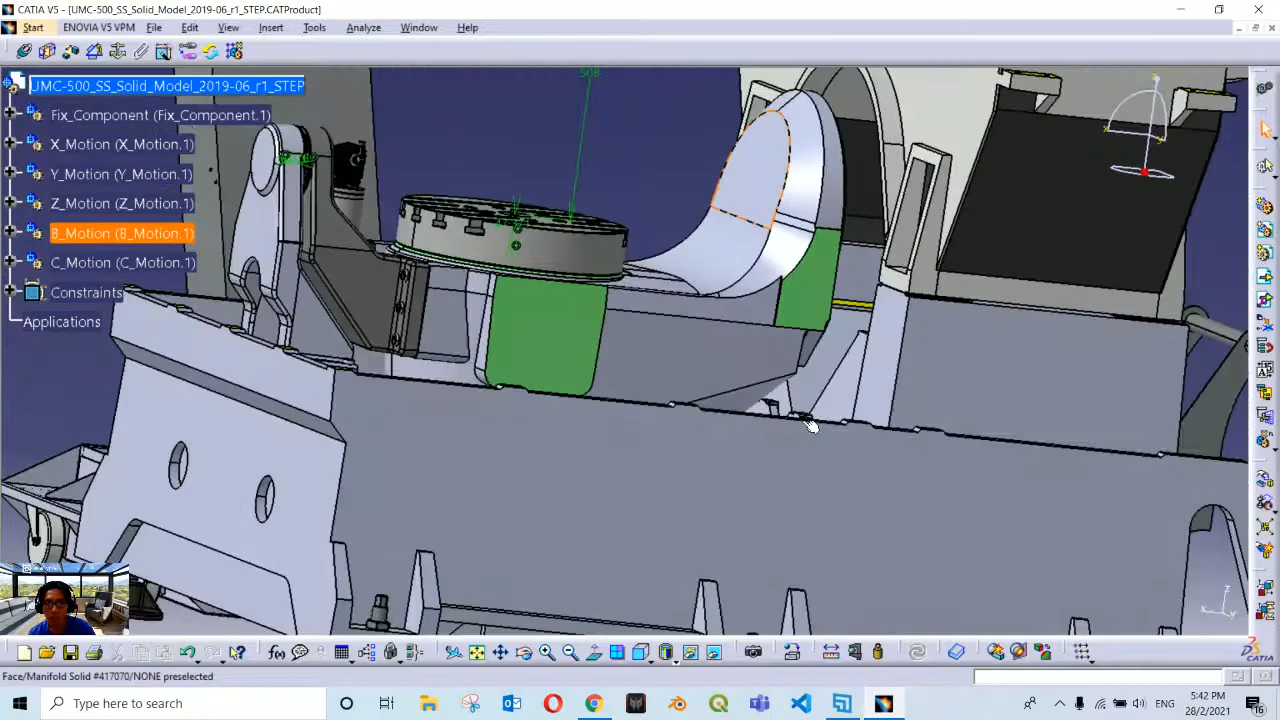 CATIA V5 - [UMC-500_SS_Solid_Model_2019-06_r1_STEP.CATProduct]
Start
ENOVIA V5 VPM
File
Edit
View
Insert
Tools
Analyze
Window
Help
UMC-500_SS_Solid_Model_2019-06_r1_STEP
Fix_Component (Fix_Component.1)
X_Motion (X_Motion.1)
Y_Motion (Y_Motion.1)
Z_Motion (Z_Motion.1)
B_Motion (B_Motion.1)
C_Motion (C_Motion.1)
Constraints
Applications
508
Face/Manifold Solid #417070/NONE preselected
CATIA
Type here to search
ENG
5:42 PM
28/2/2021
16